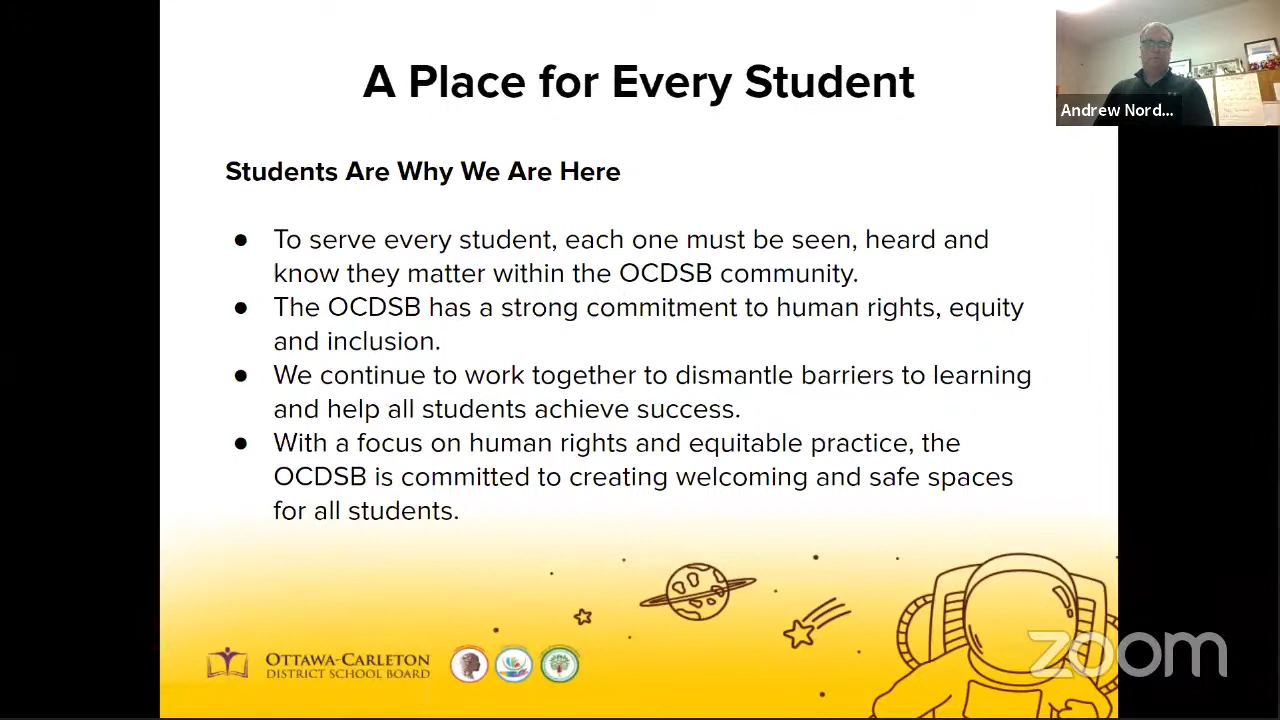 A Place for Every Student
Andrew Nord...
Students Are Why We Are Here
● To serve every student, each one must be seen, heard and
know they matter within the OCDSB community.
● The OCDSB has a strong commitment to human rights, equity
and inclusion.
● We continue to work together to dismantle barriers to learning
and help all students achieve success.
● With a focus on human rights and equitable practice, the
OCDSB is committed to creating welcoming and safe spaces
for all students.
OTTAWA-CARLETON
DISTRICT SCHOOL BOARD
zoom